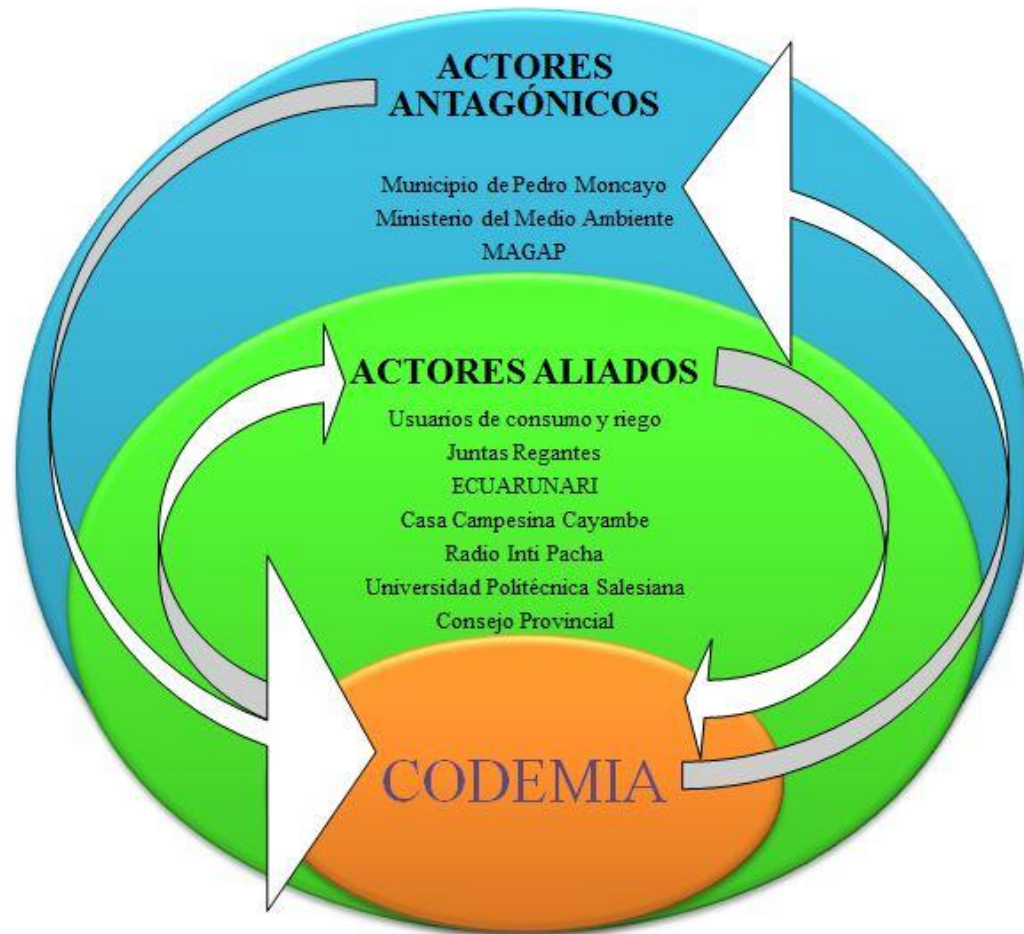 ACTORES
ANTAGÓNICOS
Municipio de Pedro Moncayo
Ministerio del Medio Ambiente
MAGAP
ACTORES ALIADOS
Usuarios de consumo y riego
Juntas Regantes
ECUARUNARI
Casa Campesina Cayambe
Radio Inti Pacha
Universidad Politécnica Salesiana
Consejo Provincial
CODEMIA